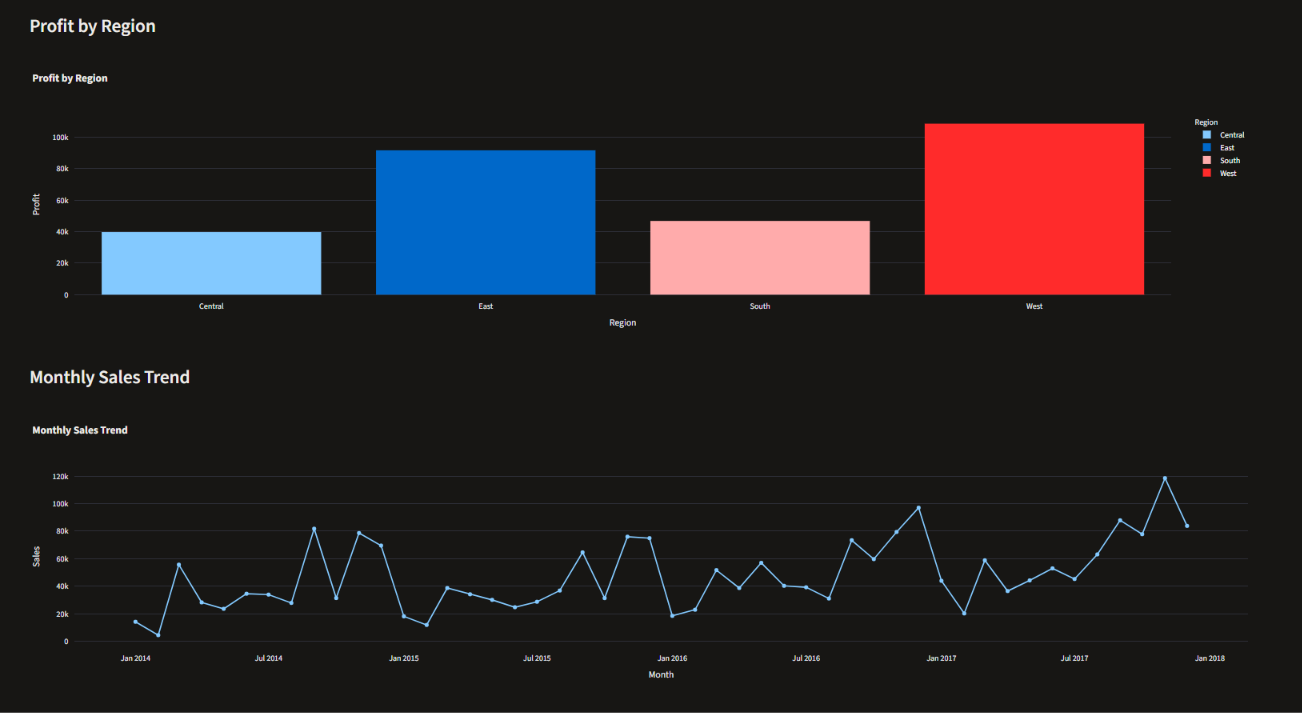 Profit by Region
Profit by Region
Region
Central
East
South
West
100k
80k
60k
40k
20k
0
Profit
Central East South West
Region
Monthly Sales Trend
Monthly Sales Trend
120k
100k
80k
60k
40k
20k
0
Sales
Jan 2014 Jul 2014 Jan 2015 Jul 2015 Jan 2016 Jul 2016 Jan 2017 Jul 2017 Jan 2018
Month